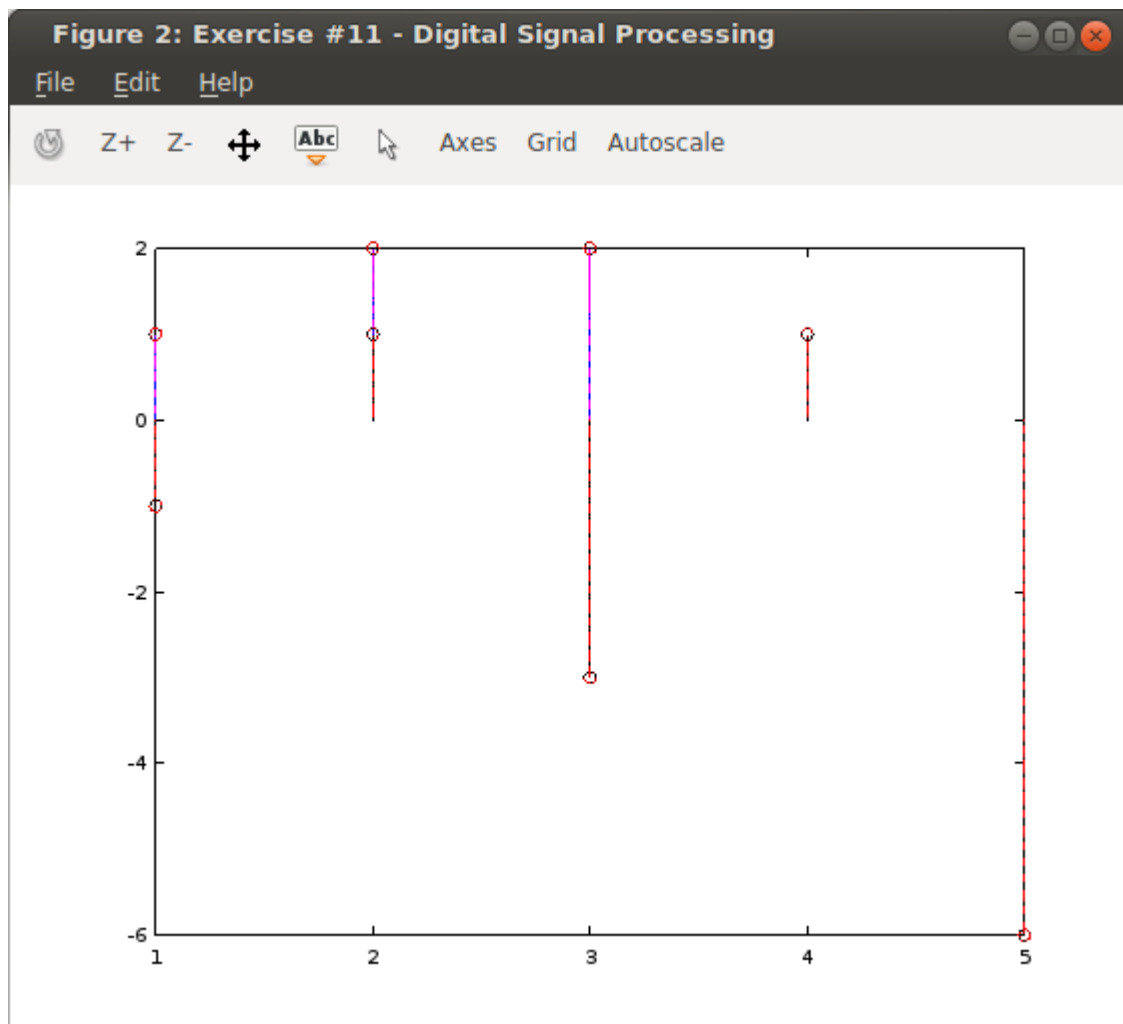 Figure 2: Exercise #11 - Digital Signal Processing
File Edit Help
Z+ Z- Abc Axes Grid Autoscale
2
0
-2
-4
-6
1 2 3 4 5